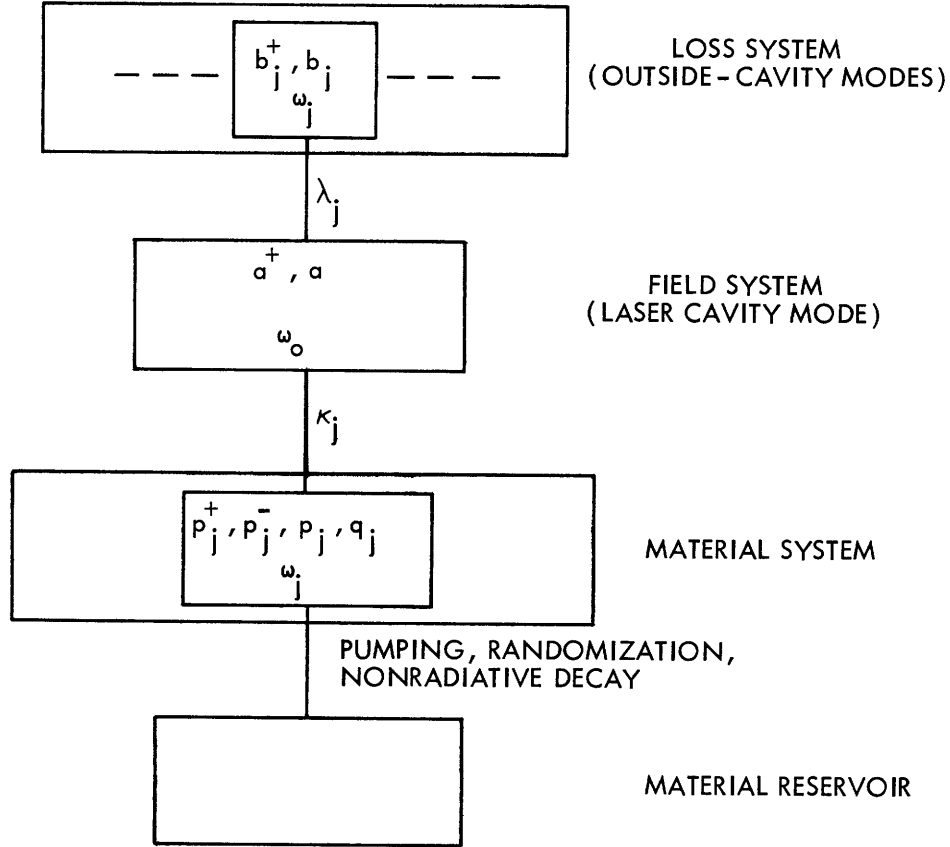 b⁺ⱼ, bⱼ
ωⱼ
LOSS SYSTEM
(OUTSIDE-CAVITY MODES)
λⱼ
a⁺, a
ω₀
FIELD SYSTEM
(LASER CAVITY MODE)
κⱼ
p⁺ⱼ, p⁻ⱼ, pⱼ, qⱼ
ωⱼ
MATERIAL SYSTEM
PUMPING, RANDOMIZATION,
NONRADIATIVE DECAY
MATERIAL RESERVOIR